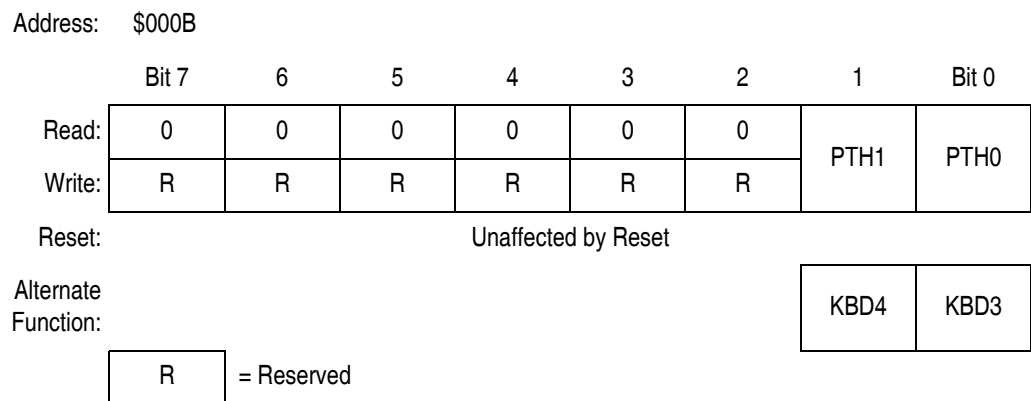 Address: $000B
Bit 7 6 5 4 3 2 1 Bit 0
Read: 0 0 0 0 0 0 PTH1 PTH0
Write: R R R R R R
Reset: Unaffected by Reset
Alternate
Function: KBD4 KBD3
R = Reserved